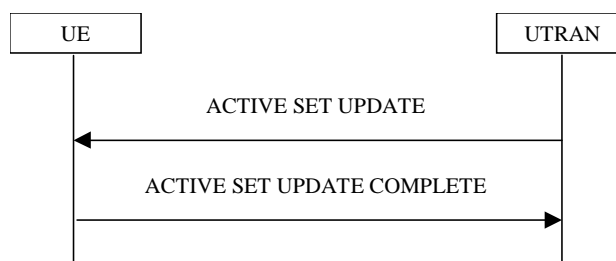 UE
UTRAN
ACTIVE SET UPDATE
ACTIVE SET UPDATE COMPLETE